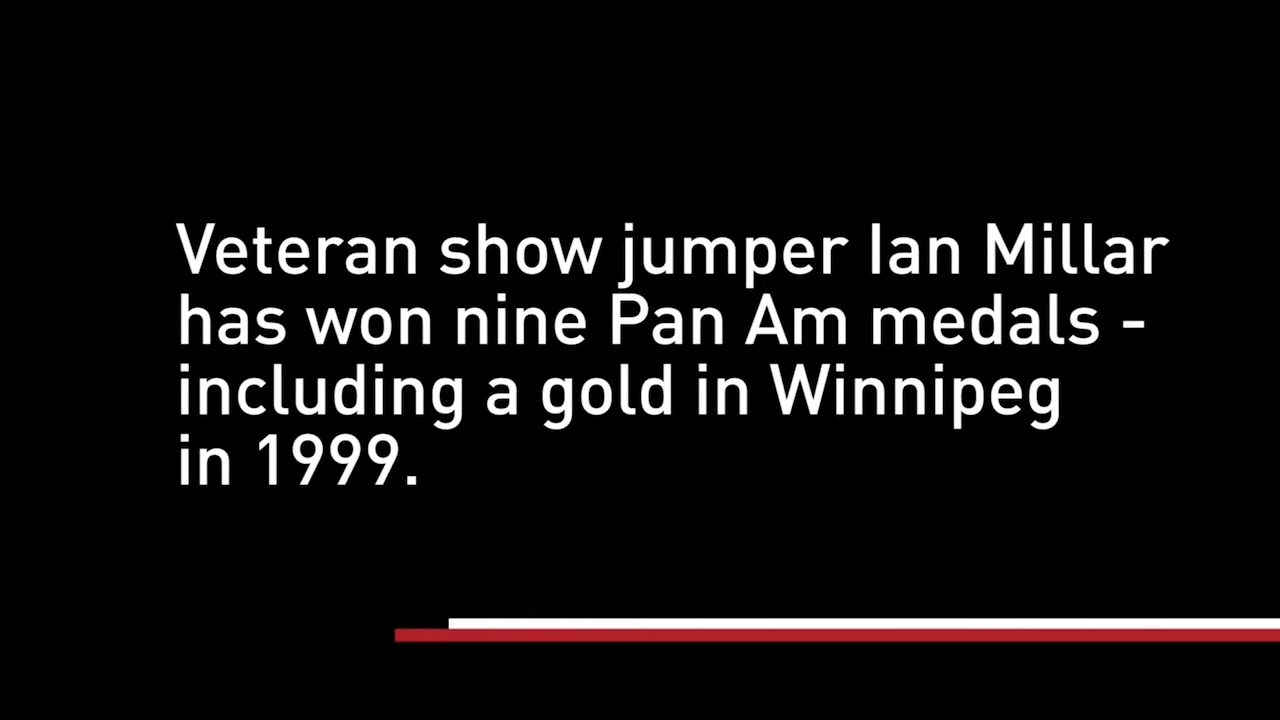 Veteran show jumper Ian Millar
has won nine Pan Am medals -
including a gold in Winnipeg
in 1999.